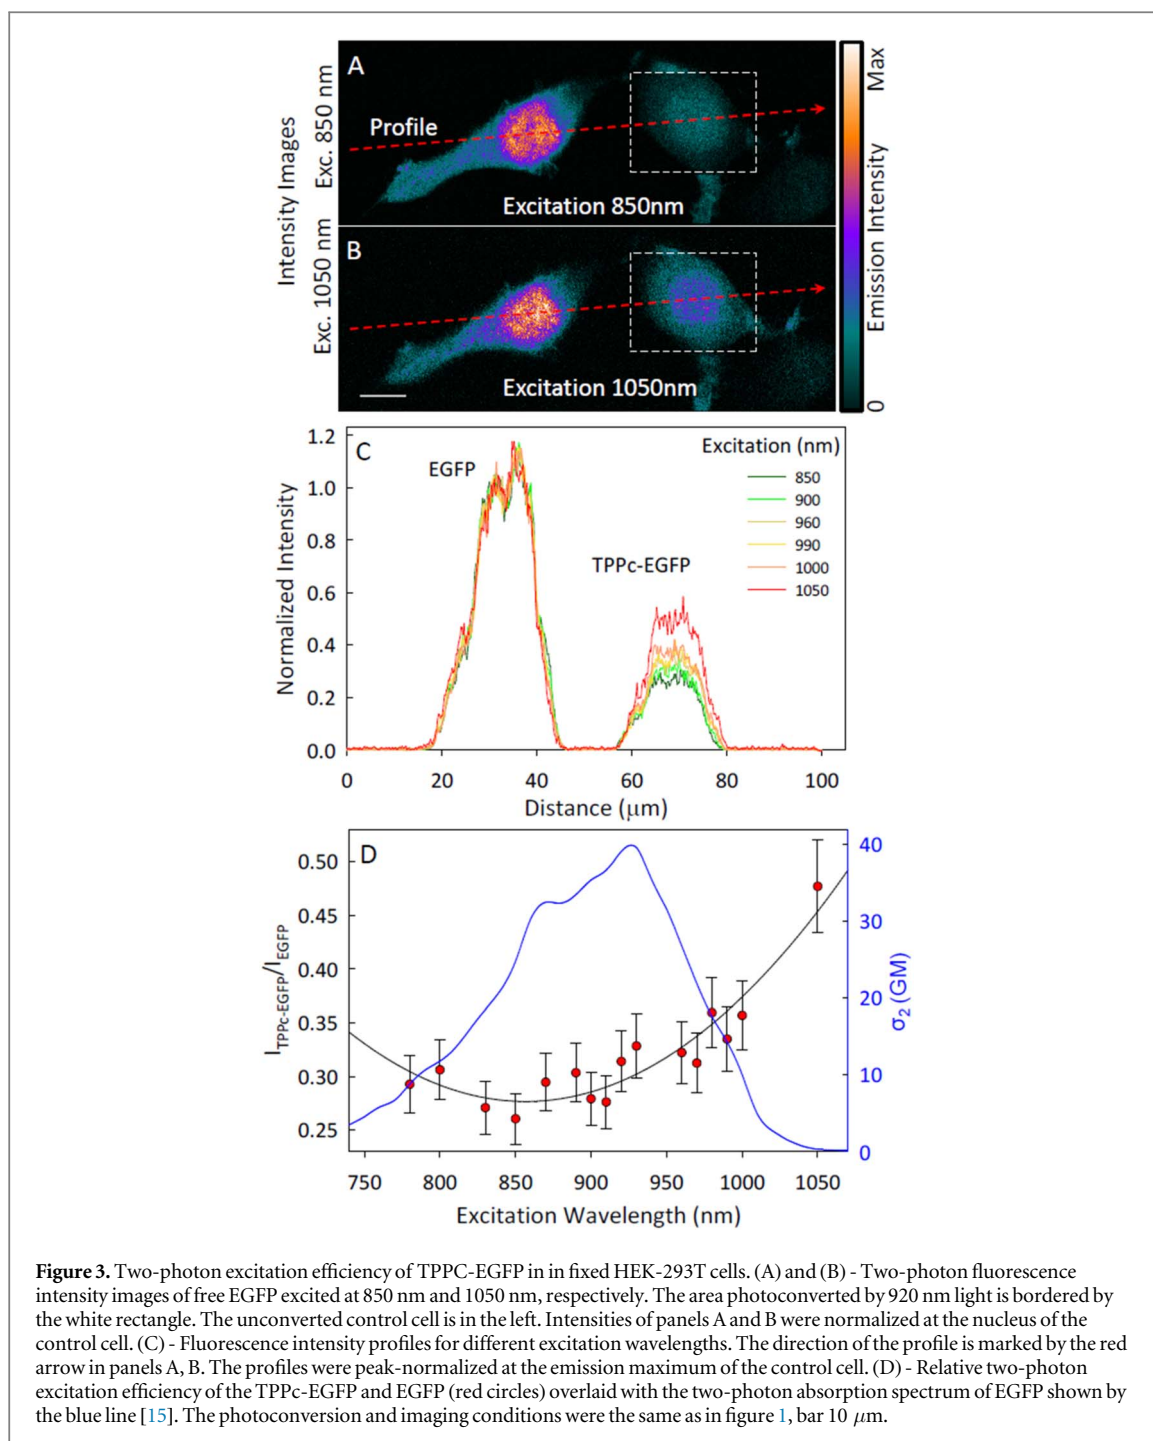 A
Profile
Excitation 850nm
Exc. 850 nm
Intensity Images
B
Excitation 1050nm
Exc. 1050 nm
Max
Emission Intensity
0
C
EGFP
TPPc-EGFP
Excitation (nm)
850
900
960
990
1000
1050
1.2
1.0
0.8
0.6
0.4
0.2
0.0
Normalized Intensity
0 20 40 60 80 100
Distance (μm)
D
0.50
0.45
0.40
0.35
0.30
0.25
I_TPPc-EGFP/I_EGFP
40
30
20
10
0
σ₂ (GM)
750 800 850 900 950 1000 1050
Excitation Wavelength (nm)
Figure 3. Two-photon excitation efficiency of TPPC-EGFP in in fixed HEK-293T cells. (A) and (B) - Two-photon fluorescence
intensity images of free EGFP excited at 850 nm and 1050 nm, respectively. The area photoconverted by 920 nm light is bordered by
the white rectangle. The unconverted control cell is in the left. Intensities of panels A and B were normalized at the nucleus of the
control cell. (C) - Fluorescence intensity profiles for different excitation wavelengths. The direction of the profile is marked by the red
arrow in panels A, B. The profiles were peak-normalized at the emission maximum of the control cell. (D) - Relative two-photon
excitation efficiency of the TPPc-EGFP and EGFP (red circles) overlaid with the two-photon absorption spectrum of EGFP shown by
the blue line [15]. The photoconversion and imaging conditions were the same as in figure 1, bar 10 μm.